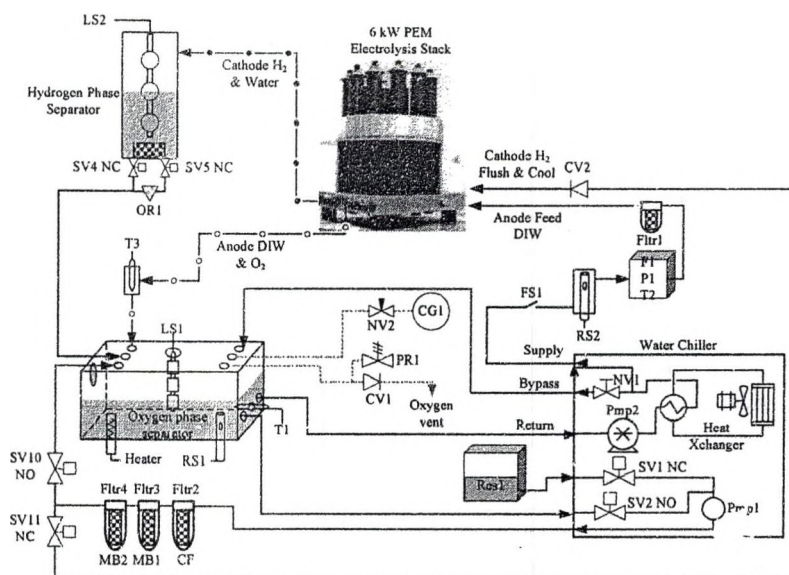 LS2
6 kW PEM
Electrolysis Stack
Cathode H₂
& Water
Hydrogen Phase
Separator
SV4 NC
SV5 NC
OR1
Cathode H₂
Flush & Cool
CV2
Anode Feed
DIW
Fltr1
Anode DIW
& O₂
T3
F1
P1
T2
FS1
RS2
LS1
NV2
CG1
PR1
CV1
Oxygen
vent
Supply
Water Chiller
Bypass
NV1
Pmp2
Return
Heat
Xchanger
Oxygen phase
separator
T1
Heater
RS1
Res1
SV1 NC
SV2 NO
Pmp1
SV10
NO
SV11
NC
Fltr4
Fltr3
Fltr2
MB2
MB1
CF